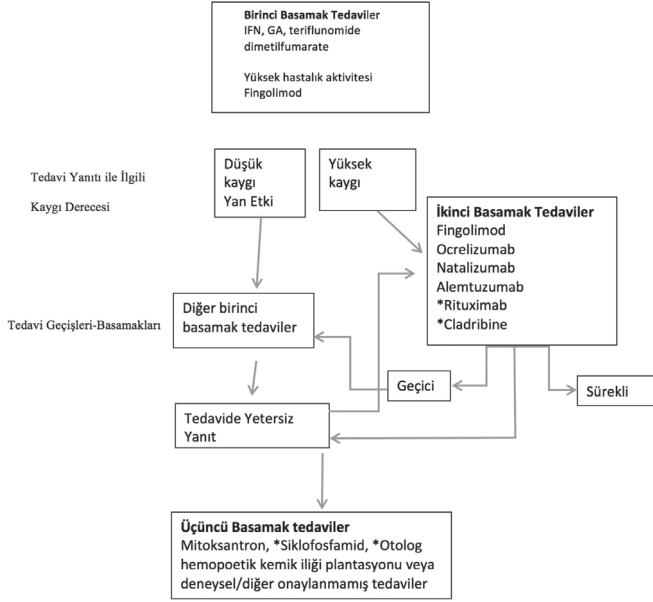 Birinci Basamak Tedaviler
IFN, GA, teriflunomide
dimetilfumarate
Yüksek hastalık aktivitesi
Fingolimod
Tedavi Yanıtı ile İlgili
Kaygı Derecesi
Düşük
kaygı
Yan Etki
Yüksek
kaygı
İkinci Basamak Tedaviler
Fingolimod
Ocrelizumab
Natalizumab
Alemtuzumab
*Rituximab
*Cladribine
Tedavi Geçişleri-Basamakları
Diğer birinci
basamak tedaviler
Geçici
Sürekli
Tedavide Yetersiz
Yanıt
Üçüncü Basamak tedaviler
Mitoksantron, *Siklofosfamid, *Otolog
hemopoetik kemik iliği plantasyonu veya
deneysel/diğer onaylanmamış tedaviler